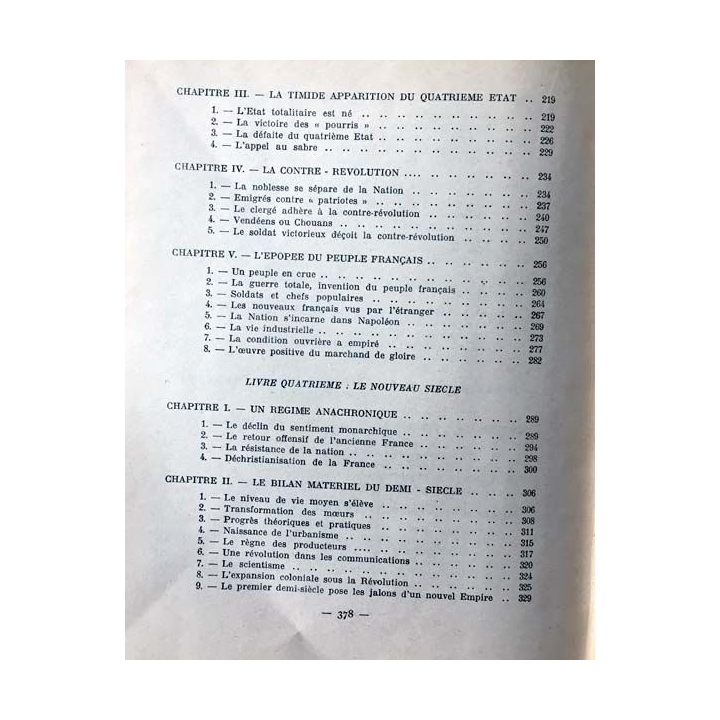 CHAPITRE III. — LA TIMIDE APPARITION DU QUATRIEME ETAT .. 219
1. — L'Etat totalitaire est né .. .. .. .. .. .. .. .. .. .. 219
2. — La victoire des « pourris » .. .. .. .. .. .. .. .. .. 222
3. — La défaite du quatrième Etat .. .. .. .. .. .. .. .. 226
4. — L'appel au sabre .. .. .. .. .. .. .. .. .. .. .. 229
CHAPITRE IV. — LA CONTRE - REVOLUTION .... .. .. .. .. .. 234
1. — La noblesse se sépare de la Nation .. .. .. .. .. .. 234
2. — Emigrés contre « patriotes » .. .. .. .. .. .. .. .. 237
3. — Le clergé adhère à la contre-révolution .. .. .. .. .. 240
4. — Vendéens ou Chouans .. .. .. .. .. .. .. .. .. 247
5. — Le soldat victorieux déçoit la contre-révolution .. .. .. 250
CHAPITRE V. — L'EPOPEE DU PEUPLE FRANÇAIS .. .. .. .. .. 256
1. — Un peuple en crue .. .. .. .. .. .. .. .. .. .. .. 256
2. — La guerre totale, invention du peuple français .. .. .. 260
3. — Soldats et chefs populaires .. .. .. .. .. .. .. .. 264
4. — Les nouveaux français vus par l'étranger .. .. .. .. 267
5. — La Nation s'incarne dans Napoléon .. .. .. .. .. .. 269
6. — La vie industrielle .. .. .. .. .. .. .. .. .. .. 273
7. — La condition ouvrière a empiré .. .. .. .. .. .. .. 277
8. — L'œuvre positive du marchand de gloire .. .. .. .. .. 282
LIVRE QUATRIEME : LE NOUVEAU SIECLE
CHAPITRE I. — UN REGIME ANACHRONIQUE .. .. .. .. .. .. 289
1. — Le déclin du sentiment monarchique .. .. .. .. .. .. 289
2. — Le retour offensif de l'ancienne France .. .. .. .. .. 294
3. — La résistance de la nation .. .. .. .. .. .. .. .. 298
4. — Déchristianisation de la France .. .. .. .. .. .. .. 300
CHAPITRE II. — LE BILAN MATERIEL DU DEMI - SIECLE .. .. .. 306
1. — Le niveau de vie moyen s'élève .. .. .. .. .. .. .. 306
2. — Transformation des mœurs .. .. .. .. .. .. .. .. 308
3. — Progrès théoriques et pratiques .. .. .. .. .. .. .. 311
4. — Naissance de l'urbanisme .. .. .. .. .. .. .. .. 315
5. — Le règne des producteurs .... .. .. .. .. .. .. .. 317
6. — Une révolution dans les communications .. .. .. .. .. 320
7. — Le scientisme .. .. .. .. .. .. .. .. .. .. .. .. 324
8. — L'expansion coloniale sous la Révolution .. .. .. .. .. 325
9. — Le premier demi-siècle pose les jalons d'un nouvel Empire .. 329
— 378 —